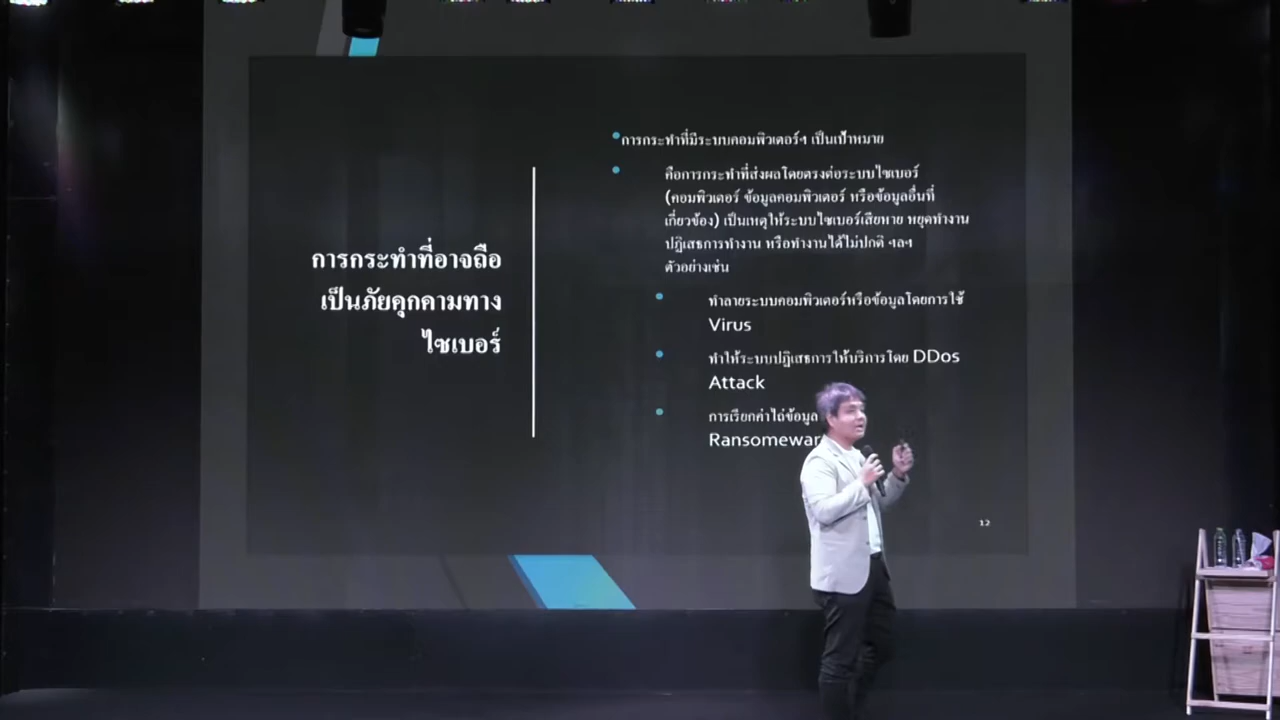 การกระทำที่อาจถือ
เป็นภัยคุกคามทาง
ไซเบอร์
การกระทำที่มีระบบคอมพิวเตอร์ฯ เป็นเป้าหมาย
คือการกระทำที่ส่งผลโดยตรงต่อระบบไซเบอร์
(คอมพิวเตอร์ ข้อมูลคอมพิวเตอร์ หรือข้อมูลอื่นที่
เกี่ยวข้อง) เป็นเหตุให้ระบบไซเบอร์เสียหาย หยุดทำงาน
ปฏิเสธการทำงาน หรือทำงานได้ไม่ปกติ ฯลฯ
ตัวอย่างเช่น
ทำลายระบบคอมพิวเตอร์หรือข้อมูลโดยการใช้
Virus
ทำให้ระบบปฏิเสธการให้บริการโดย DDos
Attack
การเรียกค่าไถ่ข้อมูล
Ransomewar
12